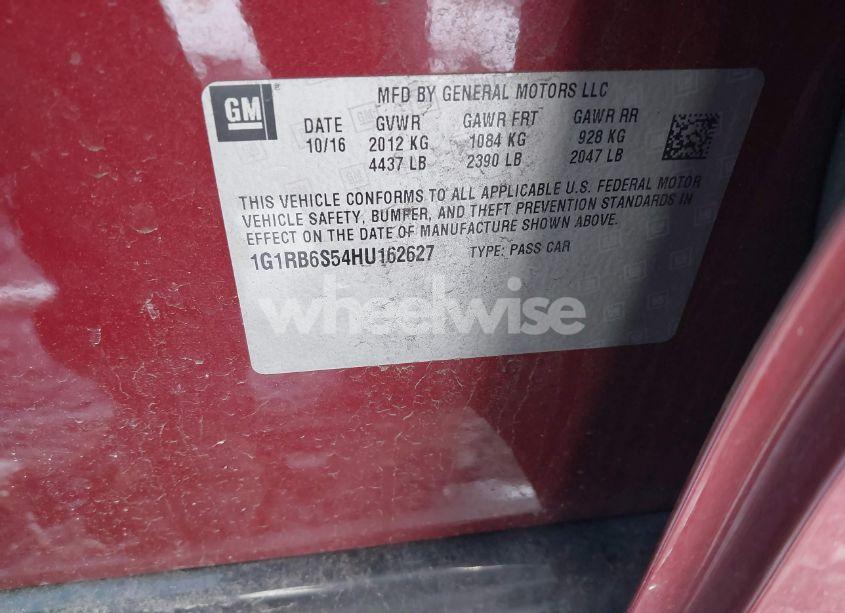 GM
MFD BY GENERAL MOTORS LLC
DATE GVWR GAWR FRT GAWR RR
10/16 2012 KG 1084 KG 928 KG
4437 LB 2390 LB 2047 LB
THIS VEHICLE CONFORMS TO ALL APPLICABLE U.S. FEDERAL MOTOR
VEHICLE SAFETY, BUMPER, AND THEFT PREVENTION STANDARDS IN
EFFECT ON THE DATE OF MANUFACTURE SHOWN ABOVE.
1G1RB6S54HU162627 TYPE: PASS CAR
wheelwise